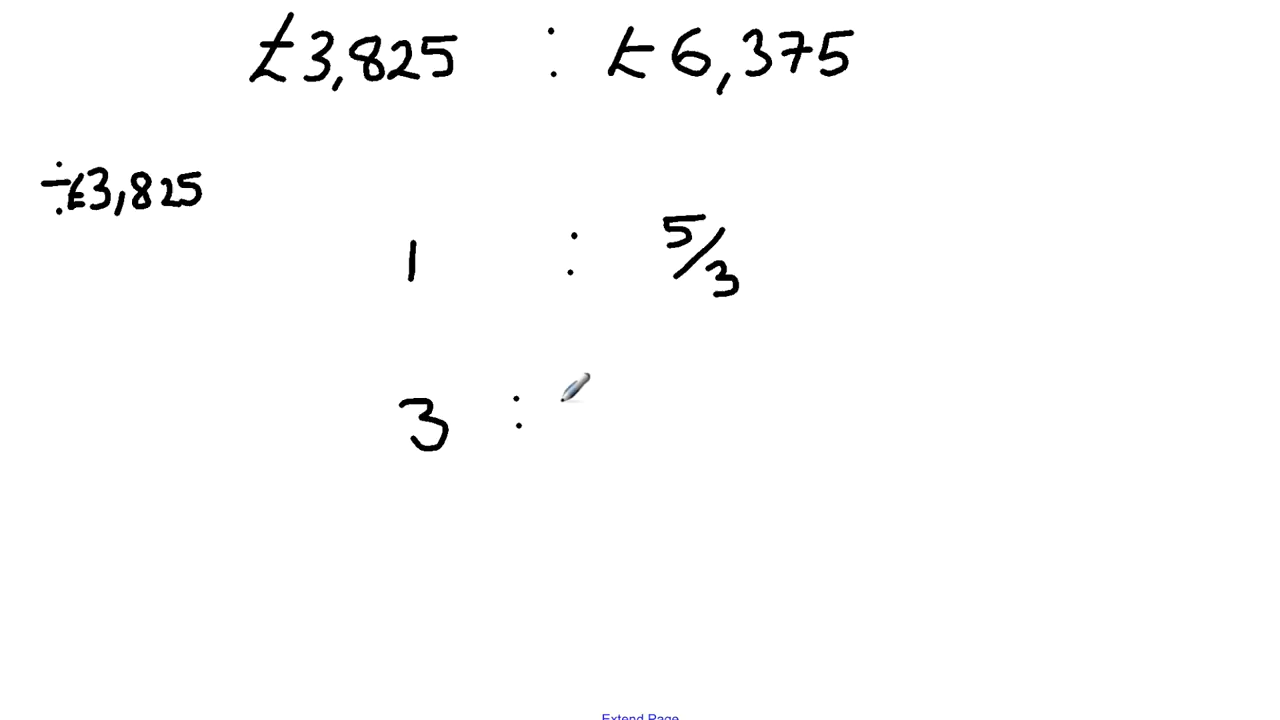 £3,825 : £6,375
÷£3,825
1 : 5/3
3 :
Extend Page